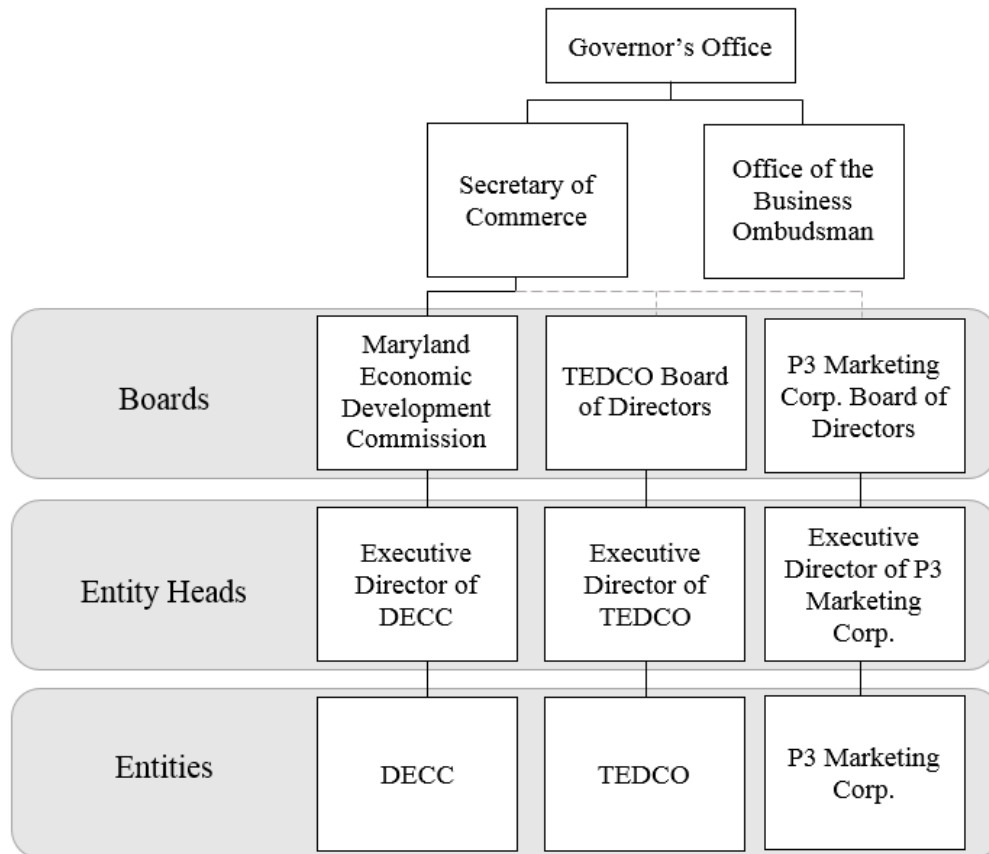 Governor’s Office
Secretary of
Commerce
Office of the
Business
Ombudsman
Boards
Maryland
Economic
Development
Commission
TEDCO Board
of Directors
P3 Marketing
Corp. Board of
Directors
Entity Heads
Executive
Director of
DECC
Executive
Director of
TEDCO
Executive
Director of P3
Marketing
Corp.
Entities
DECC
TEDCO
P3 Marketing
Corp.